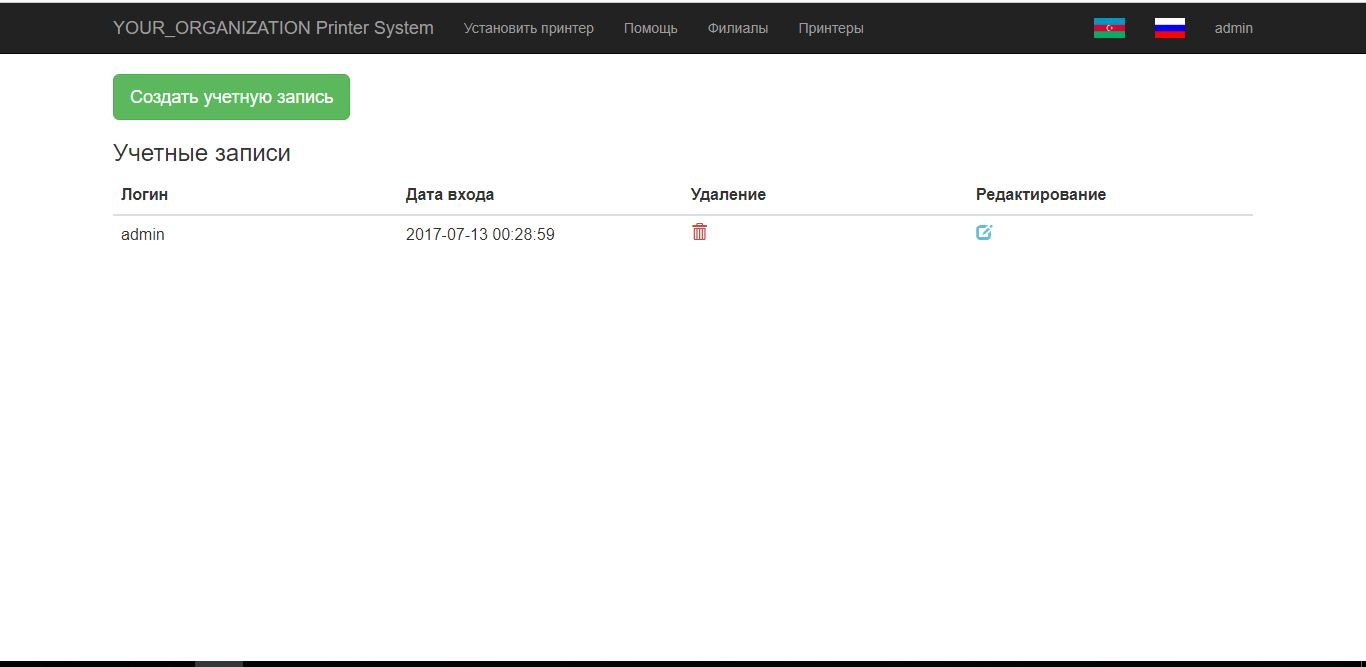 YOUR_ORGANIZATION Printer System Установить принтер Помощь Филиалы Принтеры admin
Создать учетную запись
Учетные записи
Логин Дата входа Удаление Редактирование
admin 2017-07-13 00:28:59